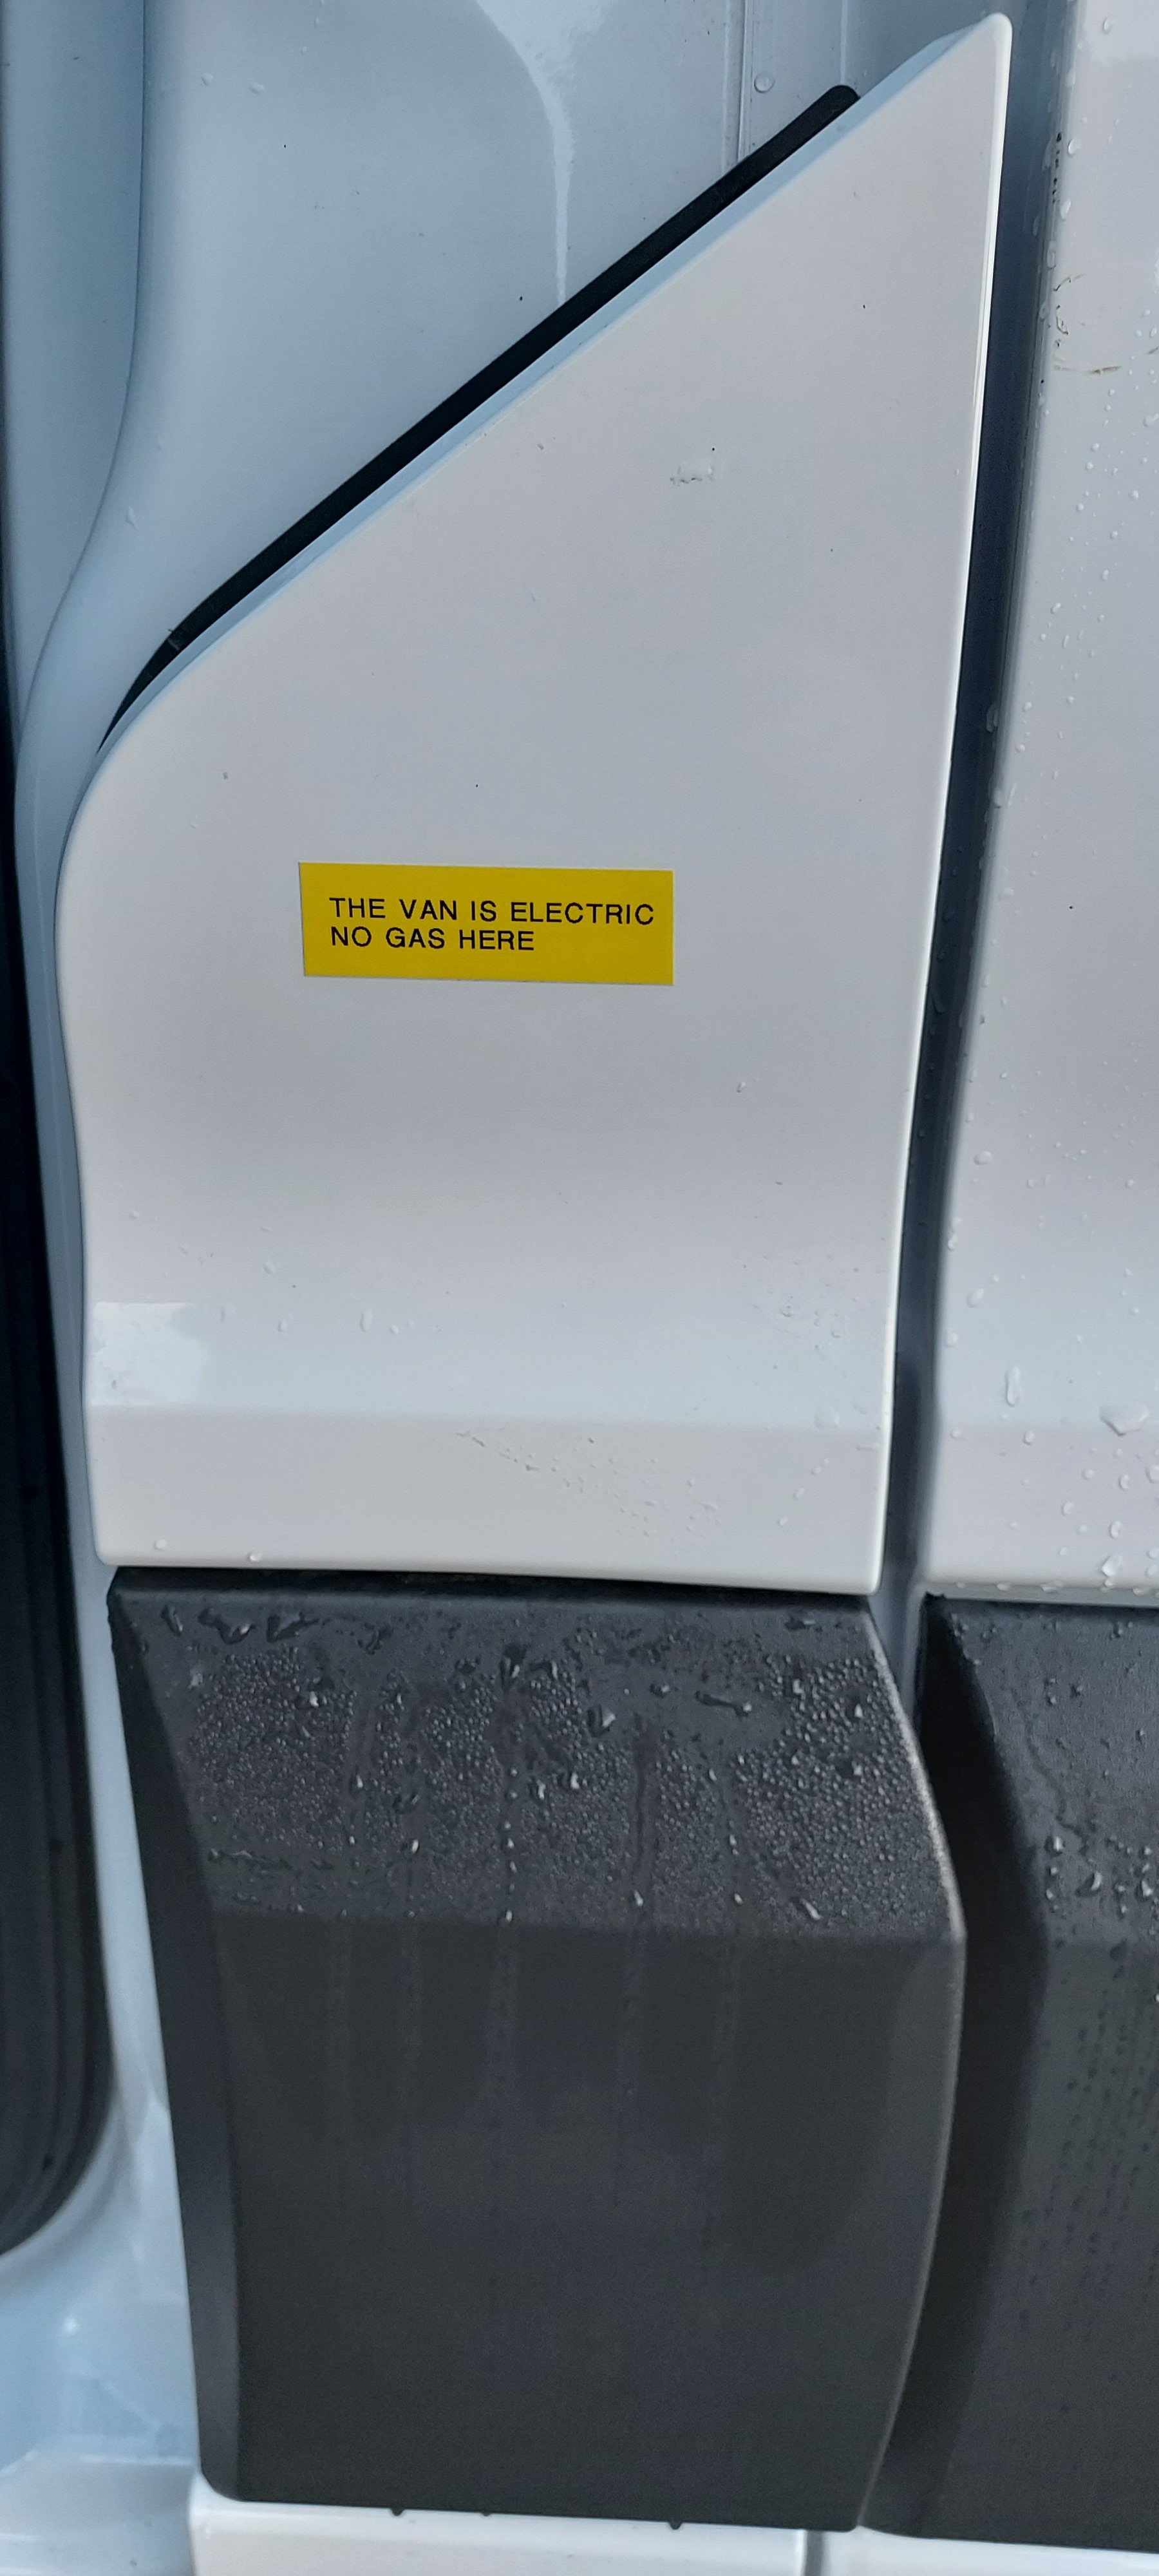 THE VAN IS ELECTRIC
NO GAS HERE